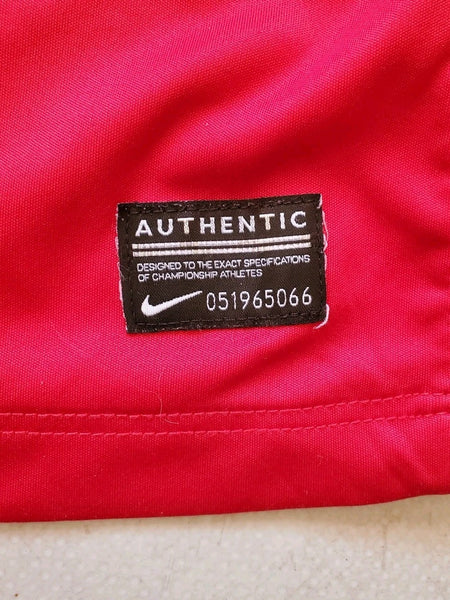 AUTHENTIC
DESIGNED TO THE EXACT SPECIFICATIONS
OF CHAMPIONSHIP ATHLETES
051965066